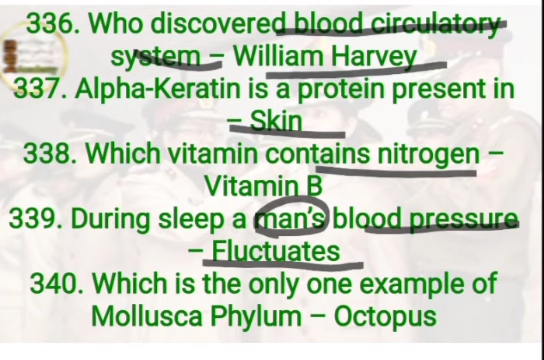 336. Who discovered blood circulatory
system – William Harvey
337. Alpha-Keratin is a protein present in
– Skin
338. Which vitamin contains nitrogen –
Vitamin B
339. During sleep a man's blood pressure
– Fluctuates
340. Which is the only one example of
Mollusca Phylum – Octopus